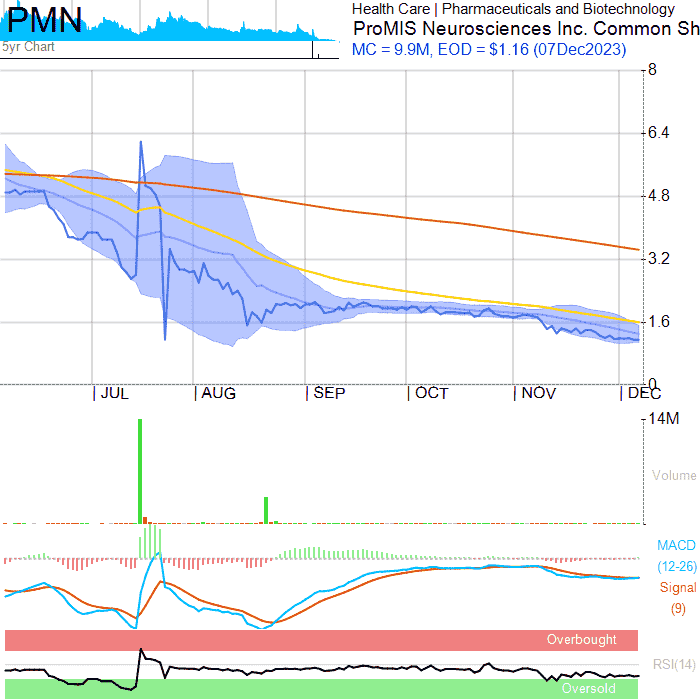 PMN
5yr Chart
Health Care | Pharmaceuticals and Biotechnology
ProMIS Neurosciences Inc. Common Sh
MC = 9.9M, EOD = $1.16 (07Dec2023)
8
6.4
4.8
3.2
1.6
0
JUL AUG SEP OCT NOV DEC
14M
Volume
MACD
(12-26)
Signal
(9)
Overbought
RSI(14)
Oversold